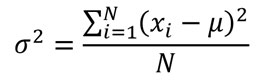 σ² = ∑ᵢ₌₁ᴺ(xᵢ − μ)² / N